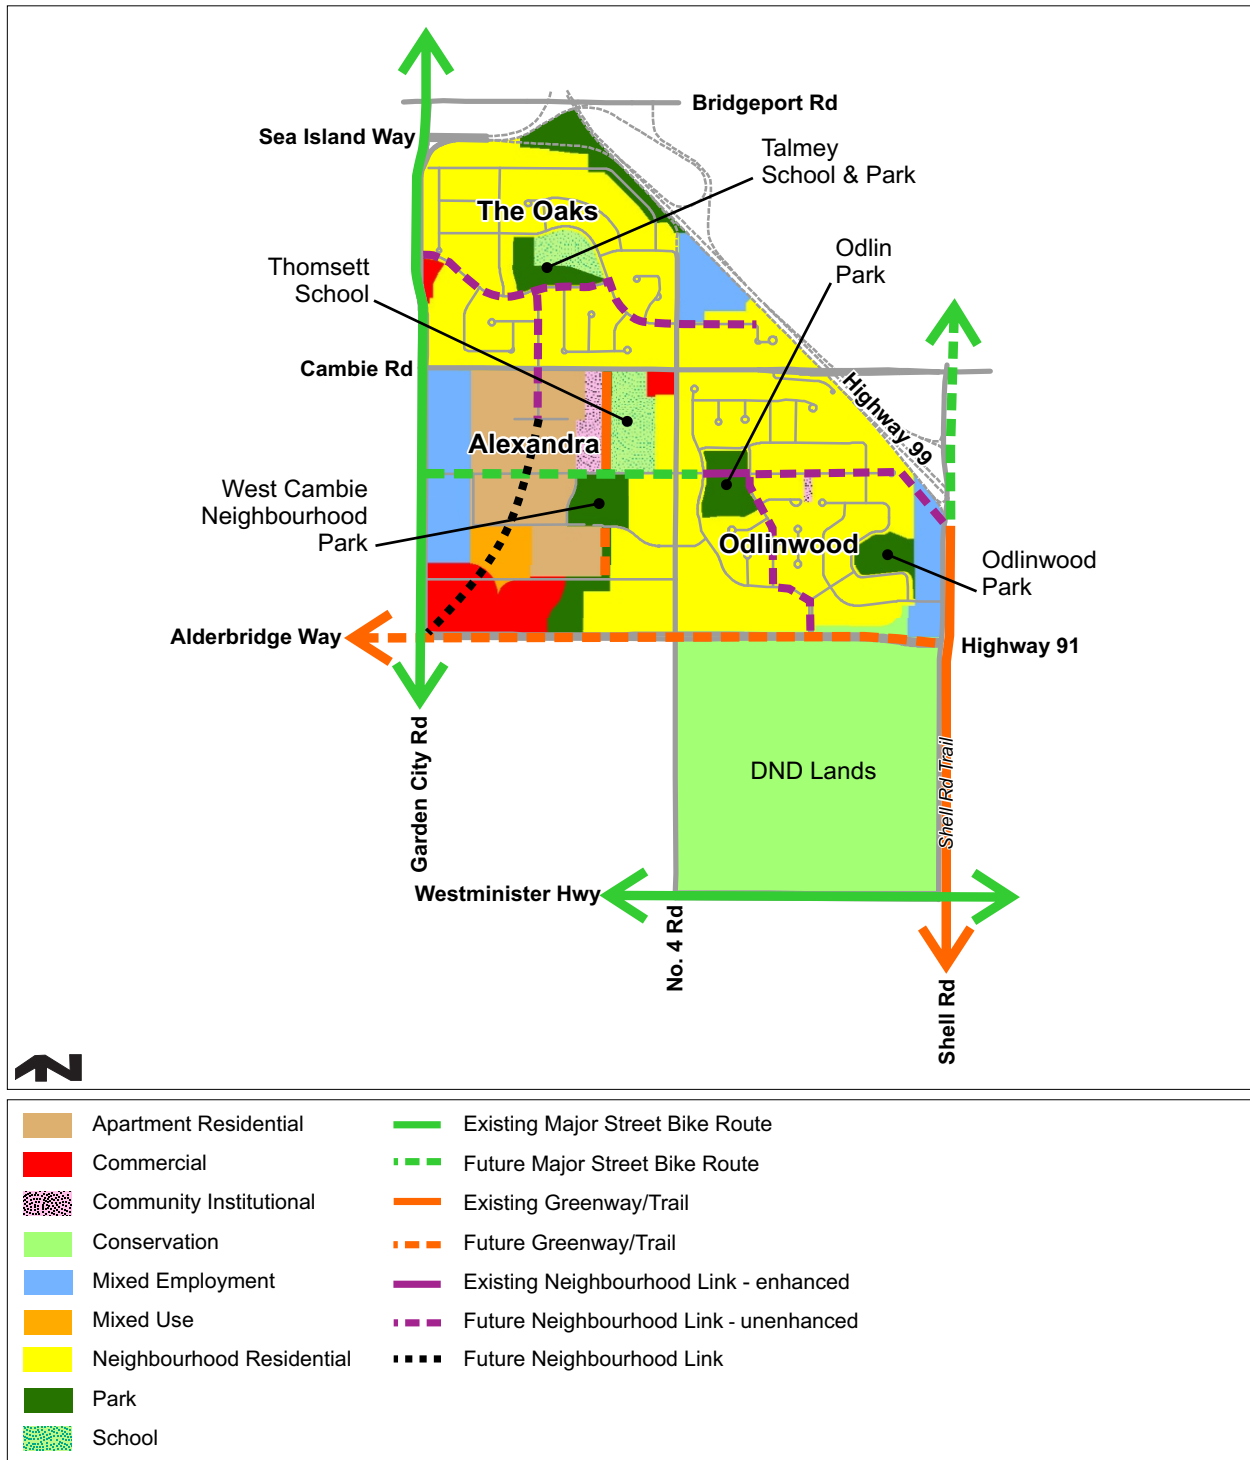 Bridgeport Rd
Sea Island Way
Talmey
School & Park
The Oaks
Odlin
Park
Thomsett
School
Cambie Rd
Highway 99
Alexandra
West Cambie
Neighbourhood
Park
Odlinwood
Odlinwood
Park
Alderbridge Way
Highway 91
Garden City Rd
DND Lands
Shell Rd Trail
Westminister Hwy
No. 4 Rd
Shell Rd
N
Apartment Residential
Commercial
Community Institutional
Conservation
Mixed Employment
Mixed Use
Neighbourhood Residential
Park
School
Existing Major Street Bike Route
Future Major Street Bike Route
Existing Greenway/Trail
Future Greenway/Trail
Existing Neighbourhood Link - enhanced
Future Neighbourhood Link - unenhanced
Future Neighbourhood Link